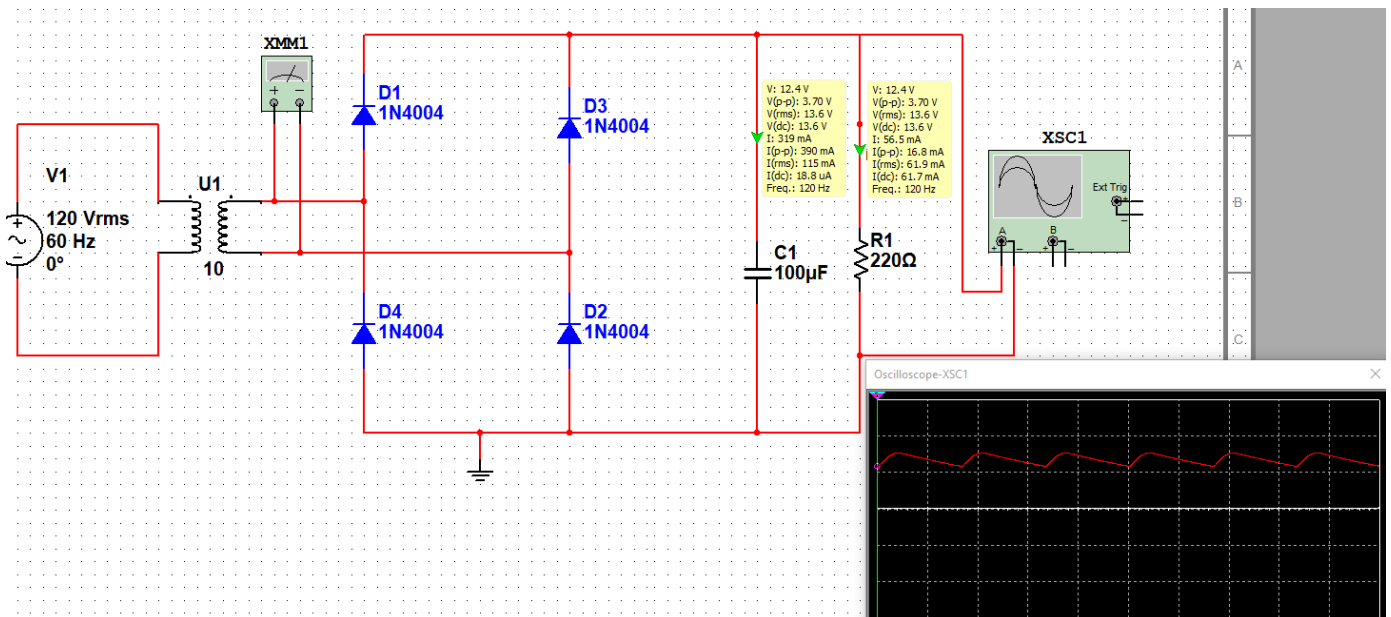 XMM1
+ −
D1
1N4004
D3
1N4004
V: 12.4 V
V(p-p): 3.70 V
V(rms): 13.6 V
V(dc): 13.6 V
I: 319 mA
I(p-p): 390 mA
I(rms): 115 mA
I(dc): 18.8 uA
Freq.: 120 Hz
V: 12.4 V
V(p-p): 3.70 V
V(rms): 13.6 V
V(dc): 13.6 V
I: 56.5 mA
I(p-p): 16.8 mA
I(rms): 61.9 mA
I(dc): 61.7 mA
Freq.: 120 Hz
XSC1
Ext Trig
+
−
A B
+ − + −
A
B
C
V1
120 Vrms
60 Hz
0°
+
−
U1
10
C1
100µF
R1
220Ω
D4
1N4004
D2
1N4004
Oscilloscope-XSC1